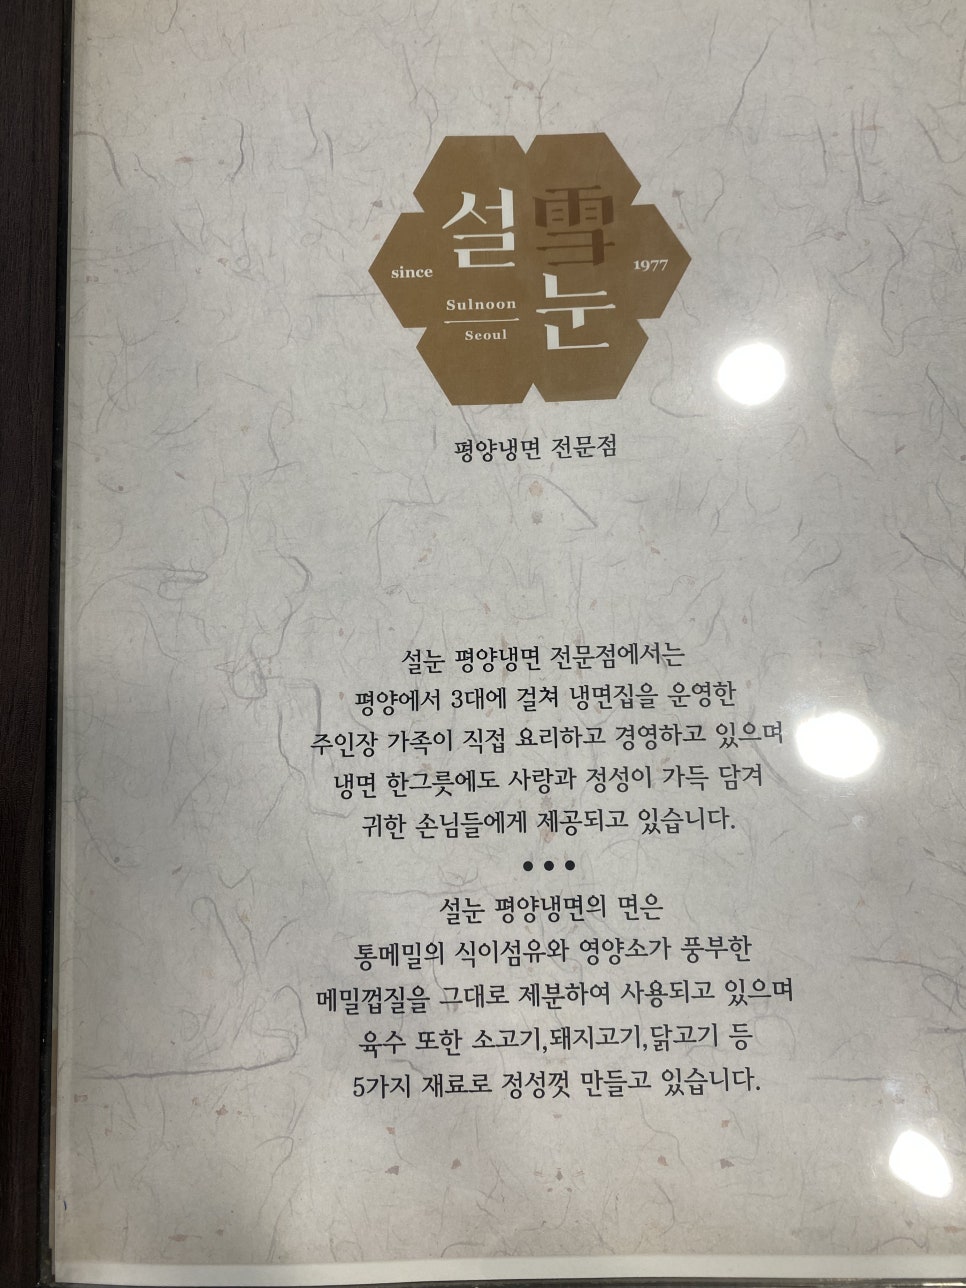 설 雪
since 1977
Sulnoon 눈
Seoul
평양냉면 전문점
설눈 평양냉면 전문점에서는
평양에서 3대에 걸쳐 냉면집을 운영한
주인장 가족이 직접 요리하고 경영하고 있으며
냉면 한그릇에도 사랑과 정성이 가득 담겨
귀한 손님들에게 제공되고 있습니다.
●●●
설눈 평양냉면의 면은
통메밀의 식이섬유와 영양소가 풍부한
메밀껍질을 그대로 제분하여 사용되고 있으며
육수 또한 소고기,돼지고기,닭고기 등
5가지 재료로 정성껏 만들고 있습니다.